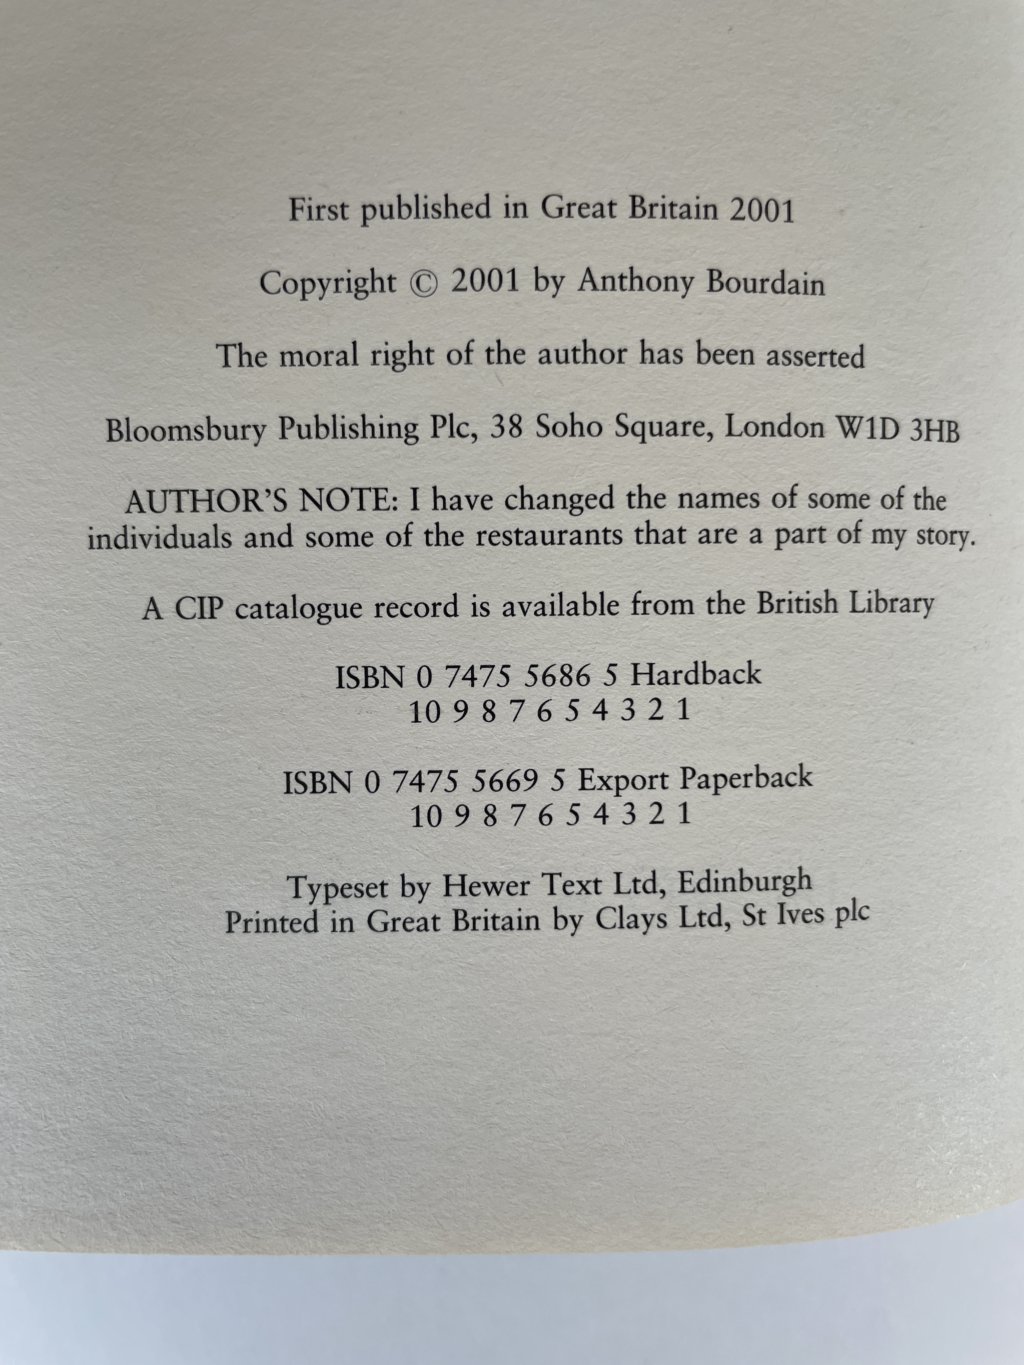 First published in Great Britain 2001
Copyright © 2001 by Anthony Bourdain
The moral right of the author has been asserted
Bloomsbury Publishing Plc, 38 Soho Square, London W1D 3HB
AUTHOR'S NOTE: I have changed the names of some of the
individuals and some of the restaurants that are a part of my story.
A CIP catalogue record is available from the British Library
ISBN 0 7475 5686 5 Hardback
10 9 8 7 6 5 4 3 2 1
ISBN 0 7475 5669 5 Export Paperback
10 9 8 7 6 5 4 3 2 1
Typeset by Hewer Text Ltd, Edinburgh
Printed in Great Britain by Clays Ltd, St Ives plc